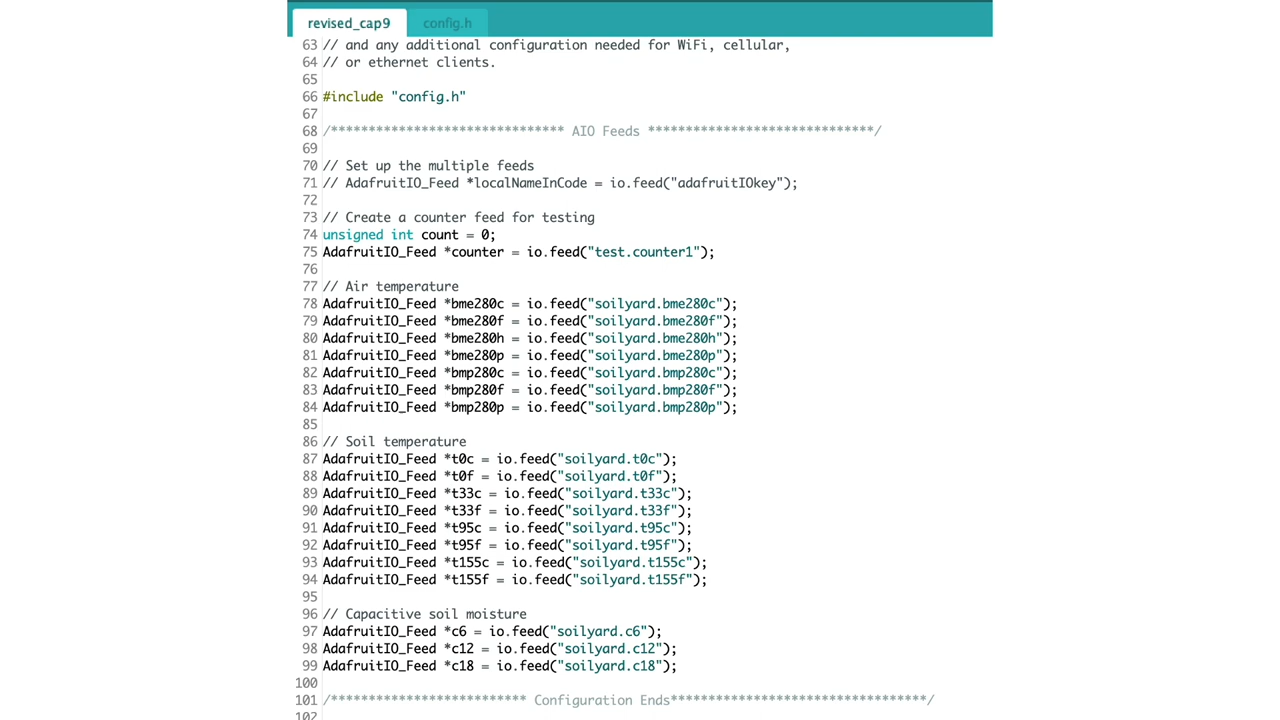 revised_cap9 config.h
63 // and any additional configuration needed for WiFi, cellular,
64 // or ethernet clients.
65
66 #include "config.h"
67
68 /******************************* AIO Feeds ******************************/
69
70 // Set up the multiple feeds
71 // AdafruitIO_Feed *localNameInCode = io.feed("adafruitIOkey");
72
73 // Create a counter feed for testing
74 unsigned int count = 0;
75 AdafruitIO_Feed *counter = io.feed("test.counter1");
76
77 // Air temperature
78 AdafruitIO_Feed *bme280c = io.feed("soilyard.bme280c");
79 AdafruitIO_Feed *bme280f = io.feed("soilyard.bme280f");
80 AdafruitIO_Feed *bme280h = io.feed("soilyard.bme280h");
81 AdafruitIO_Feed *bme280p = io.feed("soilyard.bme280p");
82 AdafruitIO_Feed *bmp280c = io.feed("soilyard.bmp280c");
83 AdafruitIO_Feed *bmp280f = io.feed("soilyard.bmp280f");
84 AdafruitIO_Feed *bmp280p = io.feed("soilyard.bmp280p");
85
86 // Soil temperature
87 AdafruitIO_Feed *t0c = io.feed("soilyard.t0c");
88 AdafruitIO_Feed *t0f = io.feed("soilyard.t0f");
89 AdafruitIO_Feed *t33c = io.feed("soilyard.t33c");
90 AdafruitIO_Feed *t33f = io.feed("soilyard.t33f");
91 AdafruitIO_Feed *t95c = io.feed("soilyard.t95c");
92 AdafruitIO_Feed *t95f = io.feed("soilyard.t95f");
93 AdafruitIO_Feed *t155c = io.feed("soilyard.t155c");
94 AdafruitIO_Feed *t155f = io.feed("soilyard.t155f");
95
96 // Capacitive soil moisture
97 AdafruitIO_Feed *c6 = io.feed("soilyard.c6");
98 AdafruitIO_Feed *c12 = io.feed("soilyard.c12");
99 AdafruitIO_Feed *c18 = io.feed("soilyard.c18");
100
101 /************************** Configuration Ends**********************************/
102